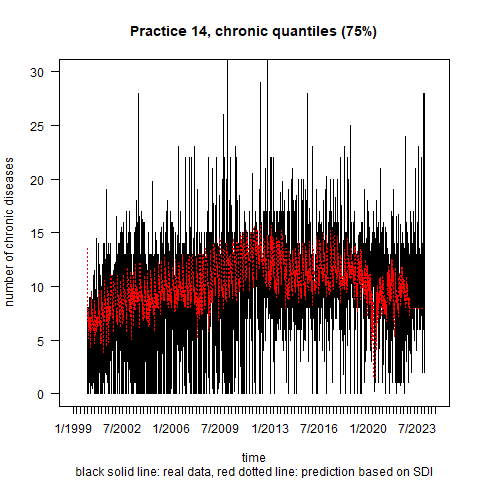 Practice 14, chronic quantiles (75%)
number of chronic diseases
30
25
20
15
10
5
0
1/1999 7/2002 1/2006 7/2009 1/2013 7/2016 1/2020 7/2023
time
black solid line: real data, red dotted line: prediction based on SDI